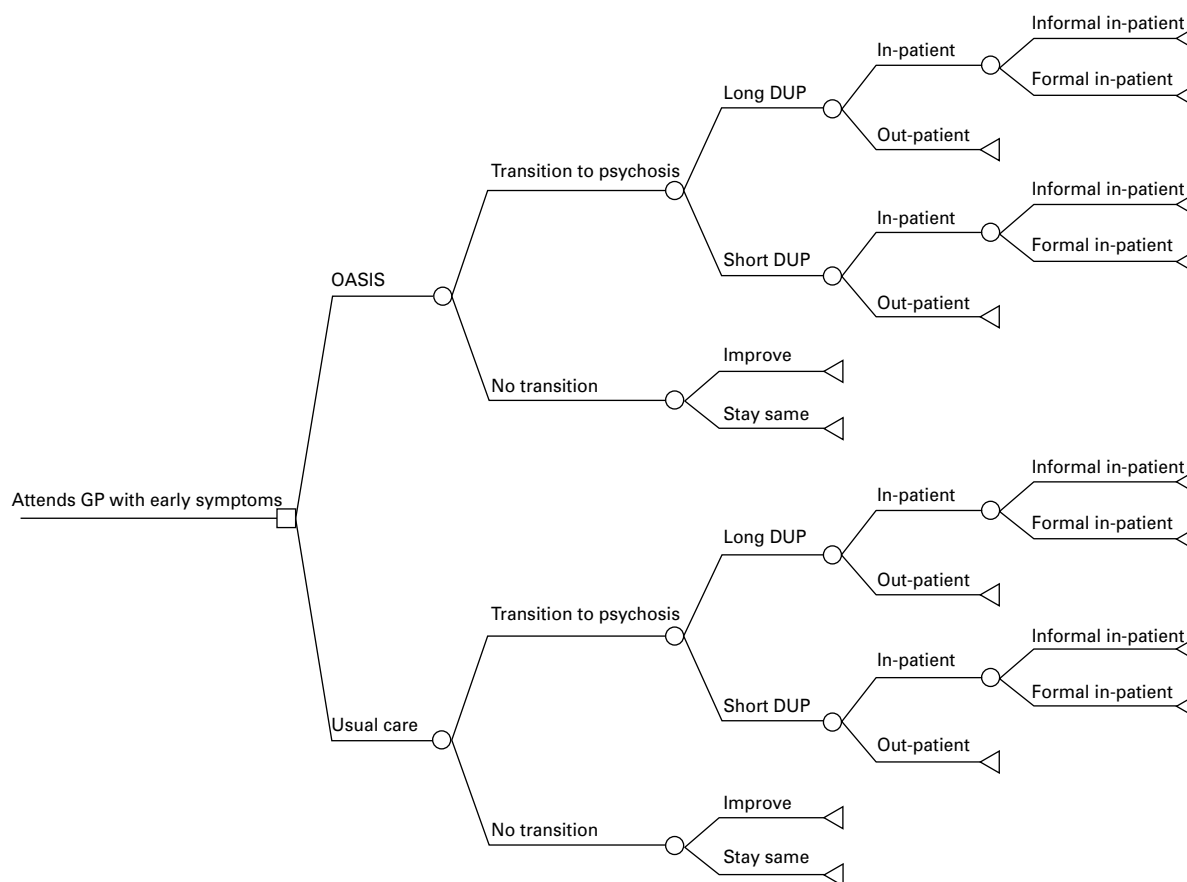 Informal in-patient
In-patient
Formal in-patient
Long DUP
Out-patient
Transition to psychosis
Informal in-patient
In-patient
Formal in-patient
Short DUP
Out-patient
OASIS
Improve
No transition
Stay same
Attends GP with early symptoms
Informal in-patient
In-patient
Formal in-patient
Long DUP
Out-patient
Transition to psychosis
Informal in-patient
In-patient
Formal in-patient
Short DUP
Usual care
Out-patient
Improve
No transition
Stay same